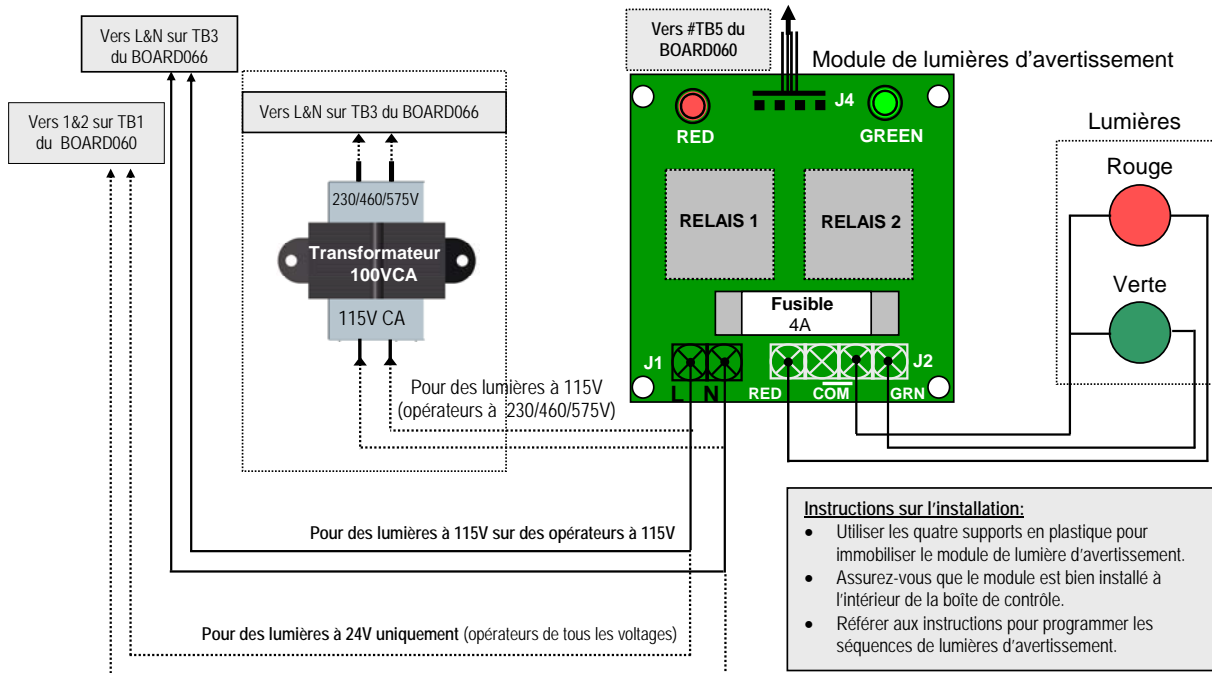 Vers L&N sur TB3
du BOARD066
Vers 1&2 sur TB1
du BOARD060
Vers L&N sur TB3 du BOARD066
230/460/575V
Transformateur
100VCA
115V CA
Pour des lumières à 115V
(opérateurs à 230/460/575V)
Pour des lumières à 115V sur des opérateurs à 115V
Pour des lumières à 24V uniquement (opérateurs de tous les voltages)
Vers #TB5 du
BOARD060
Module de lumières d'avertissement
J4
RED
GREEN
RELAIS 1
RELAIS 2
Fusible
4A
J1
J2
L N
RED
COM
GRN
Lumières
Rouge
Verte
Instructions sur l'installation:
• Utiliser les quatre supports en plastique pour
immobiliser le module de lumière d'avertissement.
• Assurez-vous que le module est bien installé à
l'intérieur de la boîte de contrôle.
• Référer aux instructions pour programmer les
séquences de lumières d'avertissement.